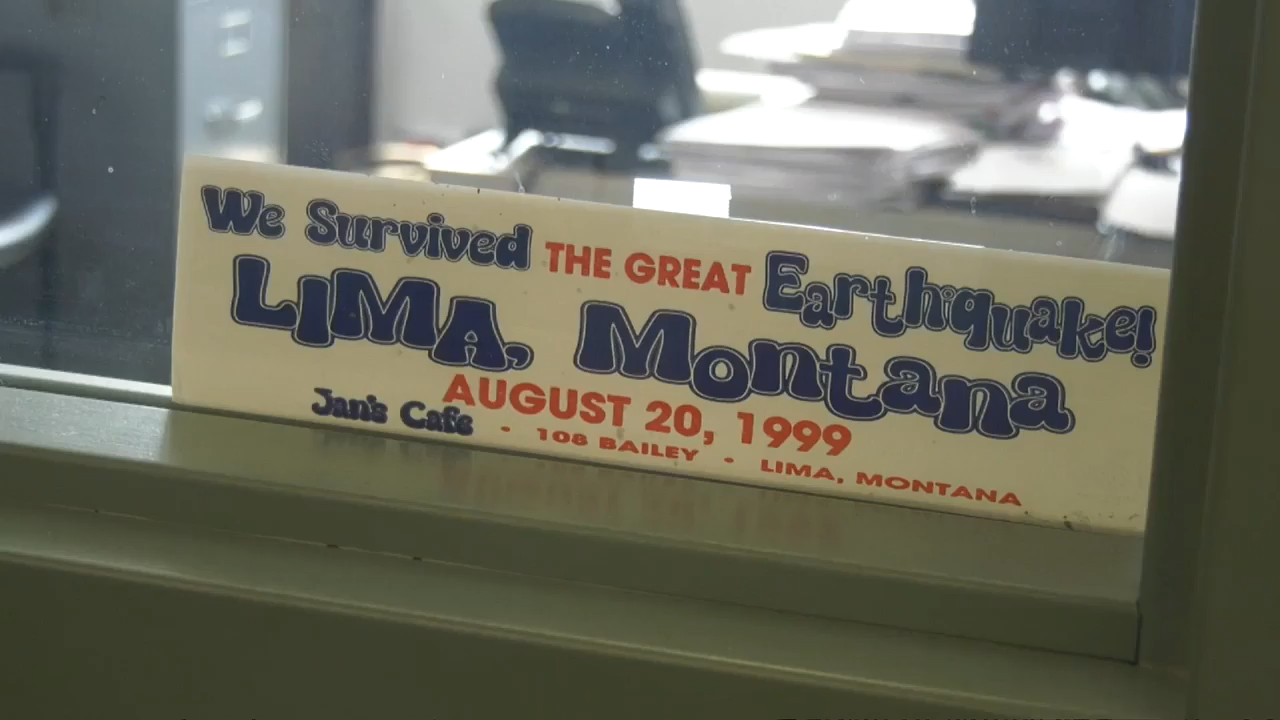 We Survived THE GREAT Earthquake!
LIMA, Montana
AUGUST 20, 1999
Jan's Cafe • 108 BAILEY • LIMA, MONTANA